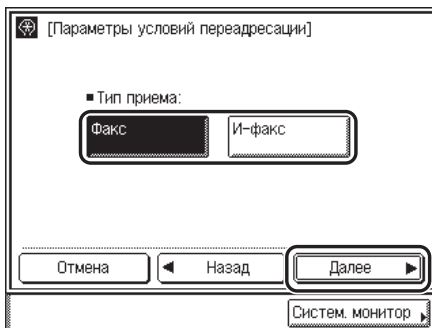 [Параметры условий переадресации]
■ Тип приема:
Факс И-факс
Отмена ◄ Назад Далее ►
Систем. монитор